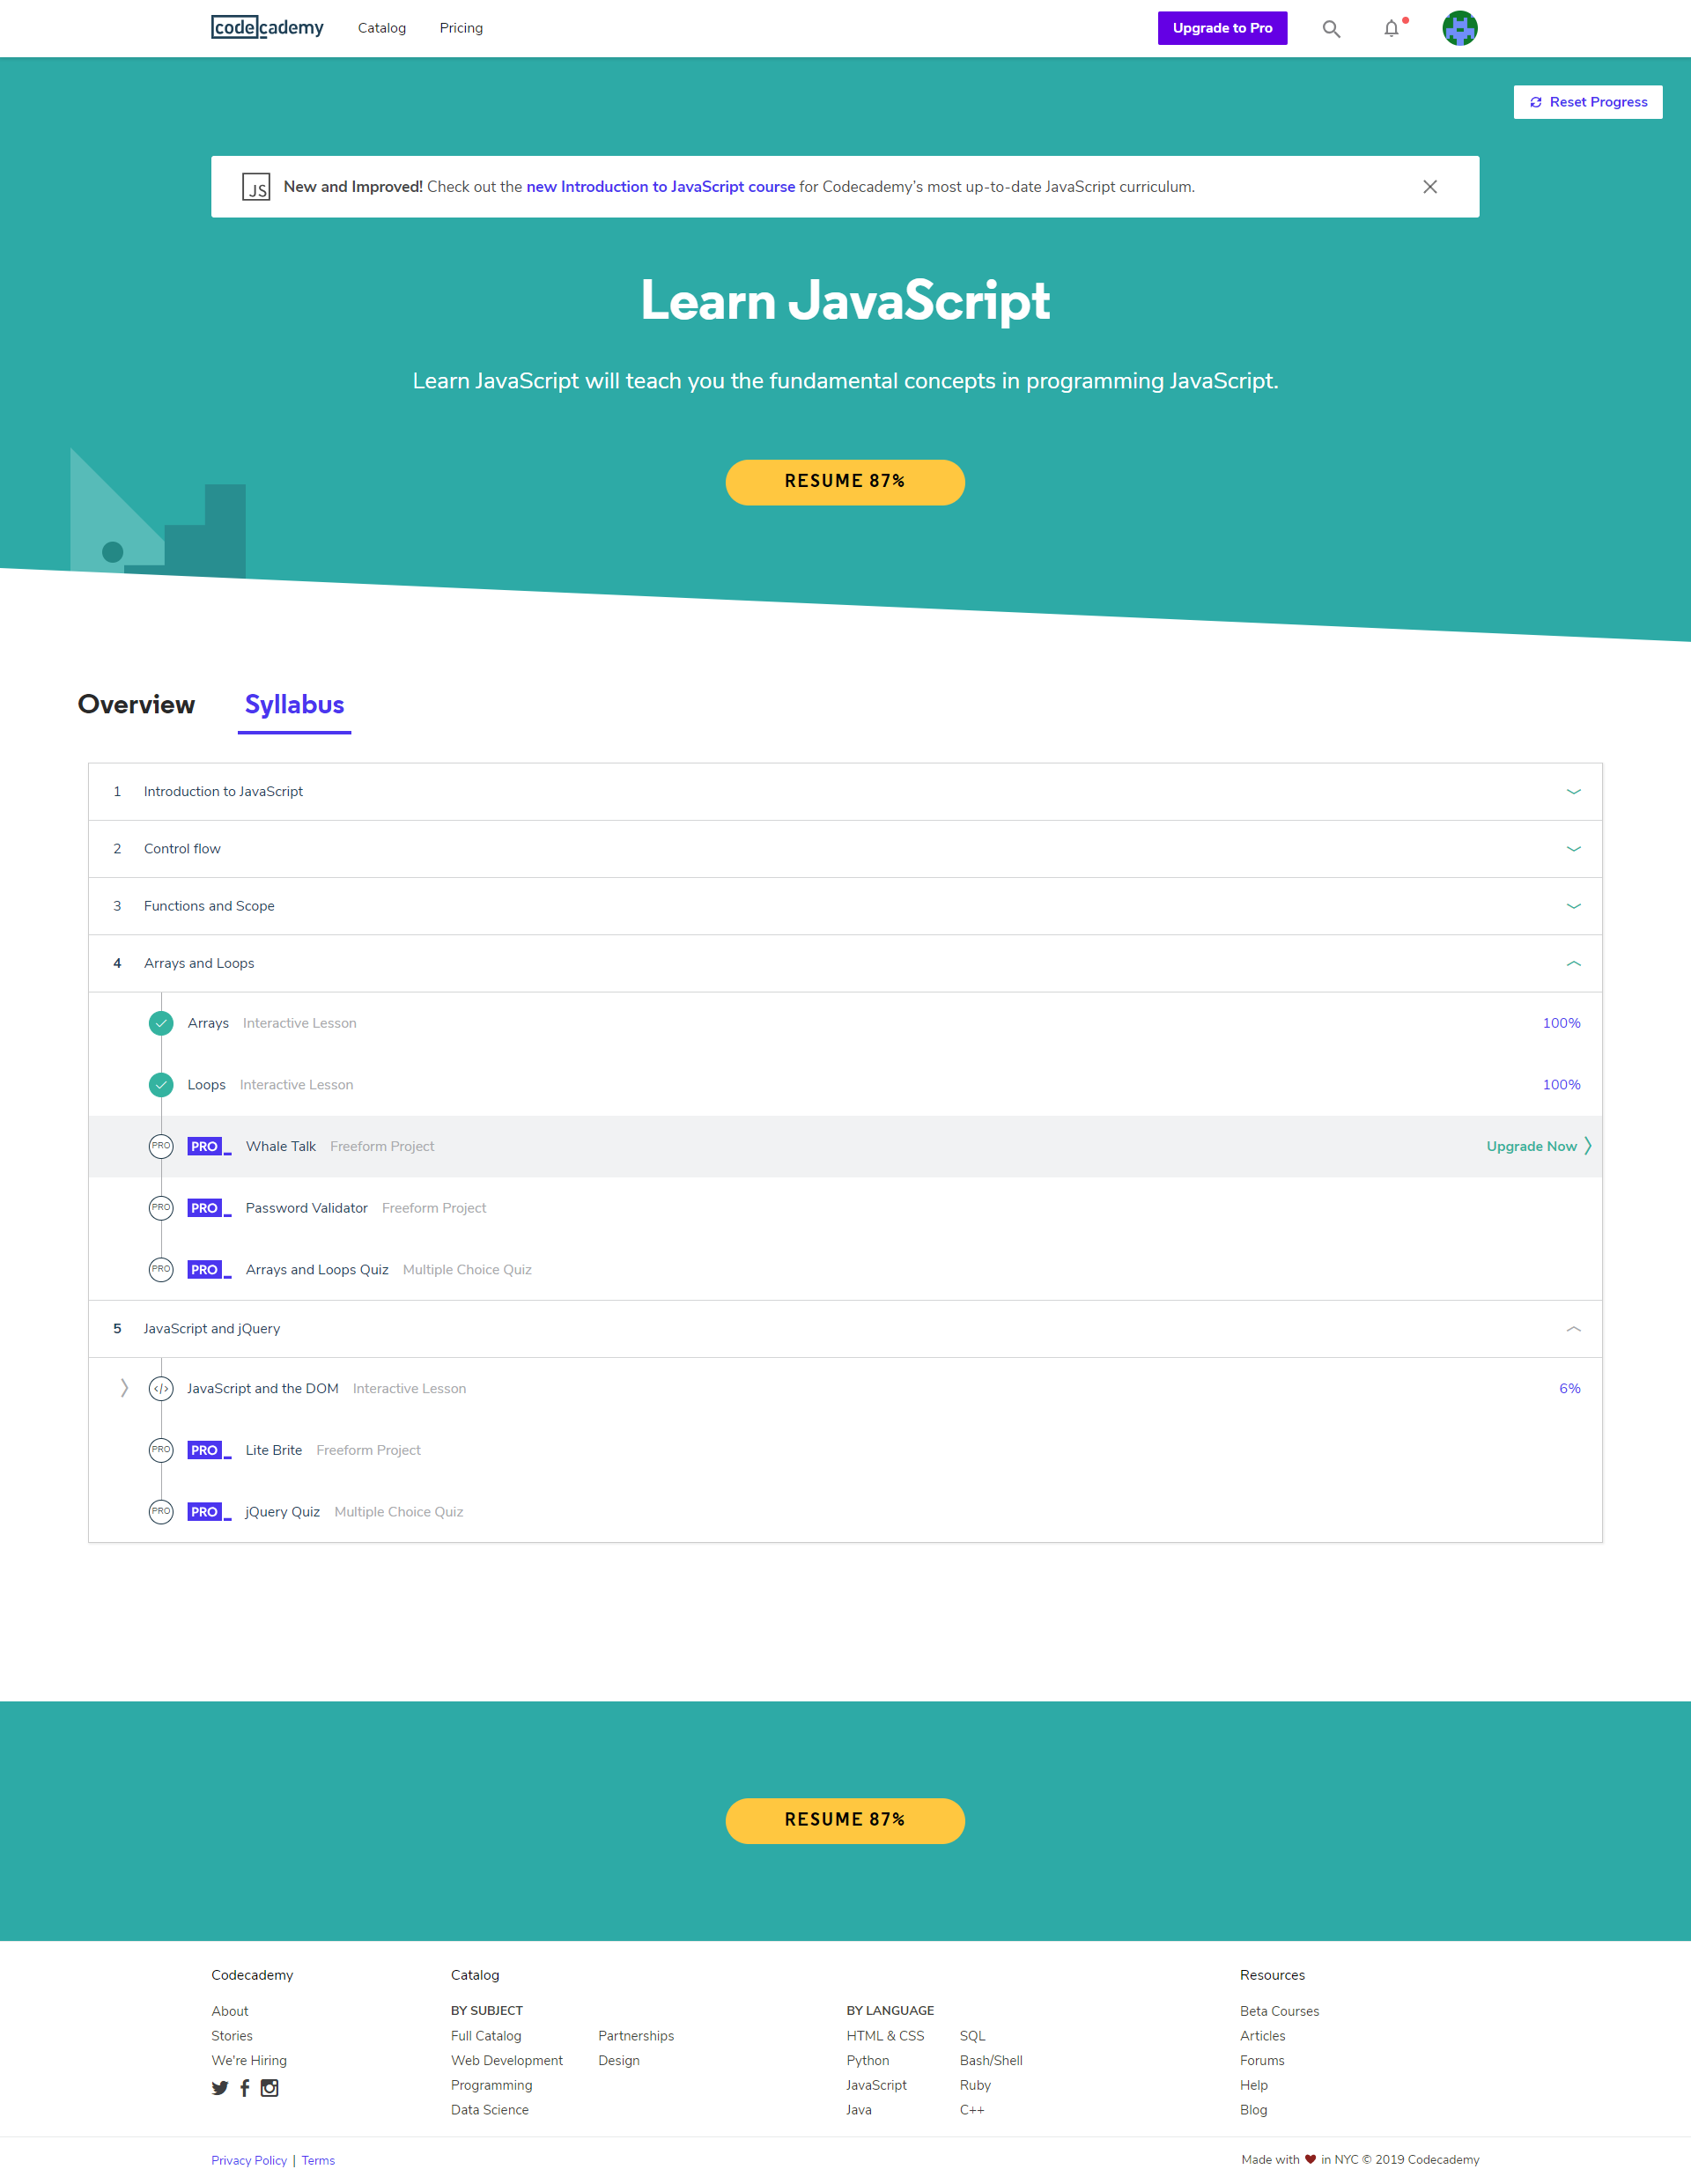 codecademy Catalog Pricing Upgrade to Pro
Reset Progress
JS New and Improved! Check out the new Introduction to JavaScript course for Codecademy’s most up-to-date JavaScript curriculum.
Learn JavaScript
Learn JavaScript will teach you the fundamental concepts in programming JavaScript.
RESUME 87%
Overview Syllabus
1 Introduction to JavaScript
2 Control flow
3 Functions and Scope
4 Arrays and Loops
Arrays Interactive Lesson 100%
Loops Interactive Lesson 100%
PRO PRO_ Whale Talk Freeform Project Upgrade Now
PRO PRO_ Password Validator Freeform Project
PRO PRO_ Arrays and Loops Quiz Multiple Choice Quiz
5 JavaScript and jQuery
</> JavaScript and the DOM Interactive Lesson 6%
PRO PRO_ Lite Brite Freeform Project
PRO PRO_ jQuery Quiz Multiple Choice Quiz
RESUME 87%
Codecademy
About
Stories
We're Hiring
Catalog
BY SUBJECT
Full Catalog
Web Development
Programming
Data Science
Partnerships
Design
BY LANGUAGE
HTML & CSS
Python
JavaScript
Java
SQL
Bash/Shell
Ruby
C++
Resources
Beta Courses
Articles
Forums
Help
Blog
Privacy Policy | Terms
Made with ❤ in NYC © 2019 Codecademy